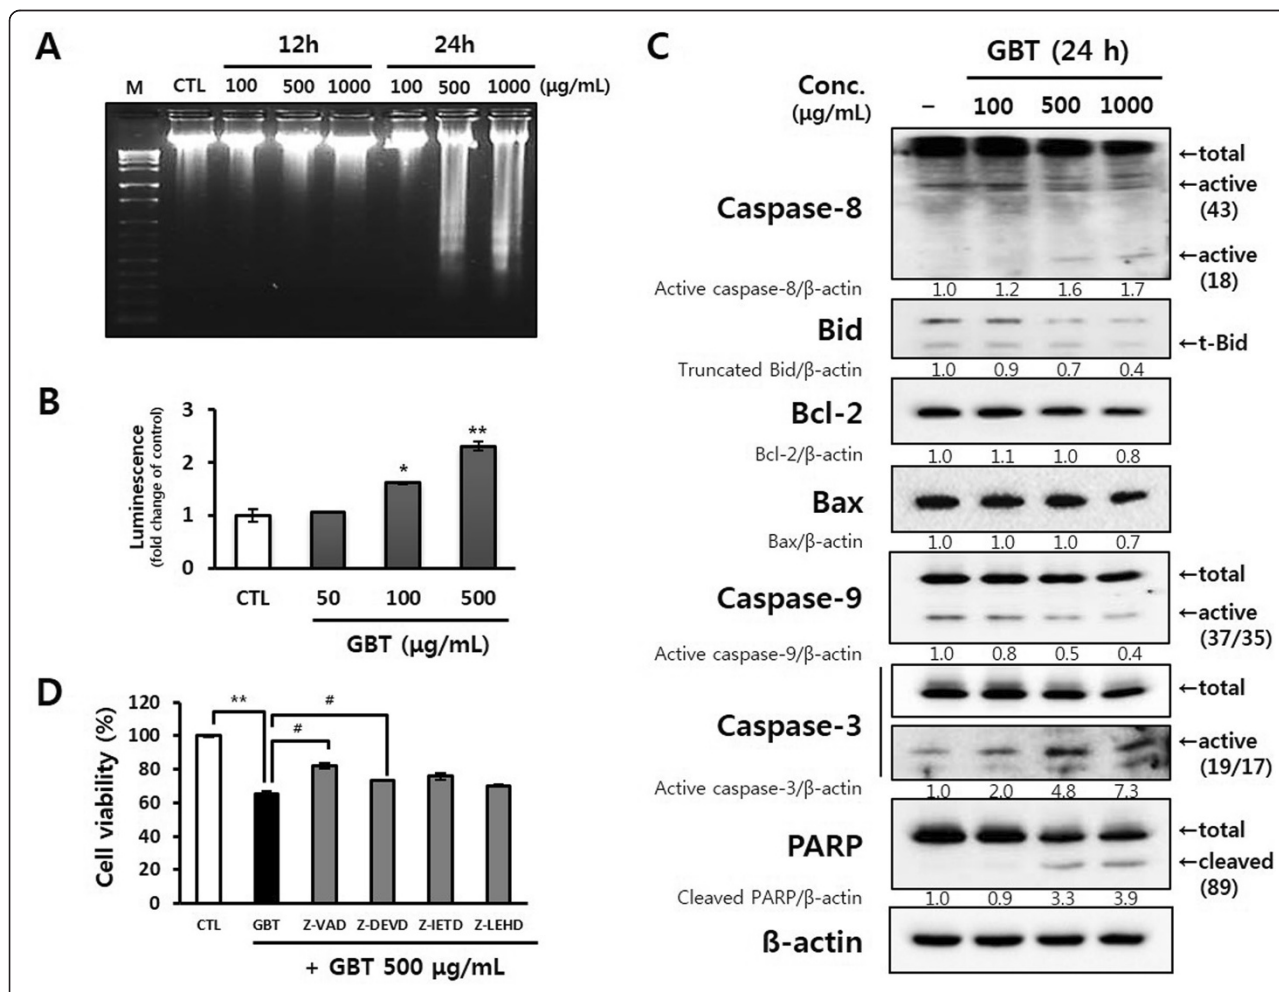 A
12h 24h
M CTL 100 500 1000 100 500 1000 (μg/mL)
B
Luminescence
(fold change of control)
3
2
1
0
*
**
CTL 50 100 500
GBT (μg/mL)
D
Cell viability (%)
120
100
80
60
40
20
0
**
#
#
CTL GBT Z-VAD Z-DEVD Z-IETD Z-LEHD
+ GBT 500 μg/mL
C
GBT (24 h)
Conc.
(μg/mL)
– 100 500 1000
Caspase-8
←total
←active
(43)
←active
(18)
Active caspase-8/β-actin 1.0 1.2 1.6 1.7
Bid
←t-Bid
Truncated Bid/β-actin 1.0 0.9 0.7 0.4
Bcl-2
Bcl-2/β-actin 1.0 1.1 1.0 0.8
Bax
Bax/β-actin 1.0 1.0 1.0 0.7
Caspase-9
←total
←active
(37/35)
Active caspase-9/β-actin 1.0 0.8 0.5 0.4
Caspase-3
←total
←active
(19/17)
Active caspase-3/β-actin 1.0 2.0 4.8 7.3
PARP
←total
←cleaved
(89)
Cleaved PARP/β-actin 1.0 0.9 3.3 3.9
ß-actin